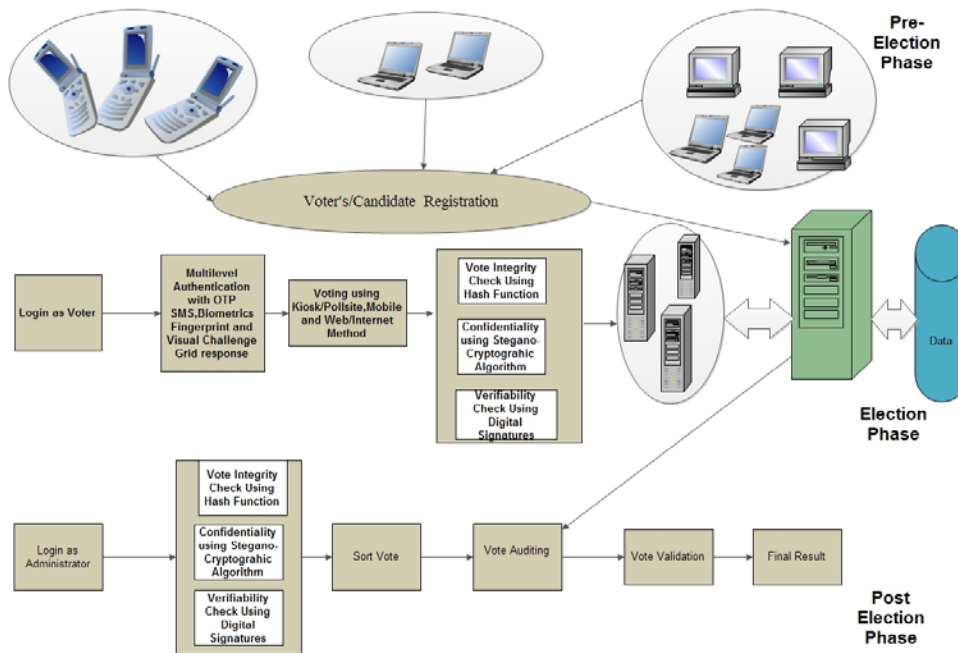 Pre-
Election
Phase
Voter's/Candidate Registration
Login as Voter
Multilevel
Authentication
with OTP
SMS,Biometrics
Fingerprint and
Visual Challenge
Grid response
Voting using
Kiosk/Pollsite,Mobile
and Web/Internet
Method
Vote Integrity
Check Using
Hash Function
Confidentiality
using Stegano-
Cryptograhic
Algorithm
Verifiability
Check Using
Digital
Signatures
Data
Election
Phase
Login as
Administrator
Vote Integrity
Check Using
Hash Function
Confidentiality
using Stegano-
Cryptograhic
Algorithm
Verifiability
Check Using
Digital
Signatures
Sort Vote
Vote Auditing
Vote Validation
Final Result
Post
Election
Phase